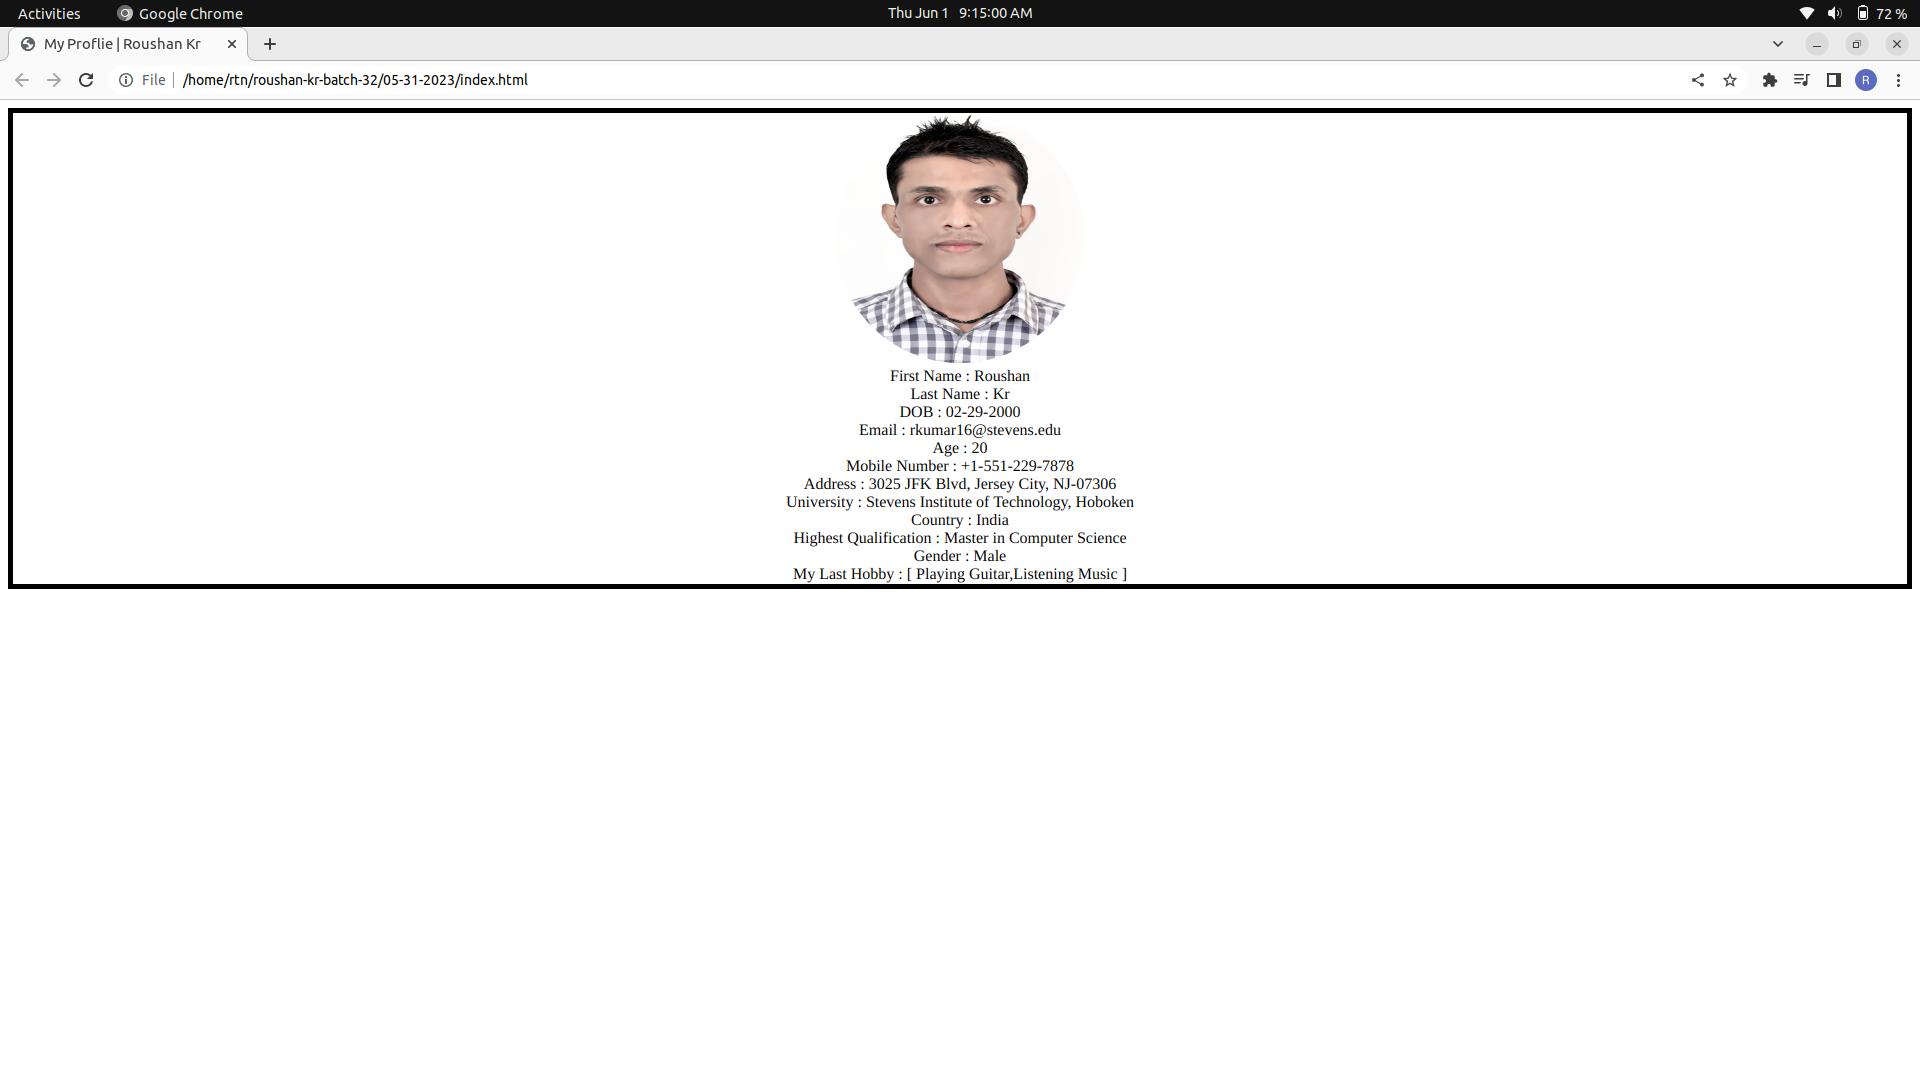 Activities Google Chrome Thu Jun 1 9:15:00 AM 72 %
My Proflie | Roushan Kr
File /home/rtn/roushan-kr-batch-32/05-31-2023/index.html R
First Name : Roushan
Last Name : Kr
DOB : 02-29-2000
Email : rkumar16@stevens.edu
Age : 20
Mobile Number : +1-551-229-7878
Address : 3025 JFK Blvd, Jersey City, NJ-07306
University : Stevens Institute of Technology, Hoboken
Country : India
Highest Qualification : Master in Computer Science
Gender : Male
My Last Hobby : [ Playing Guitar,Listening Music ]